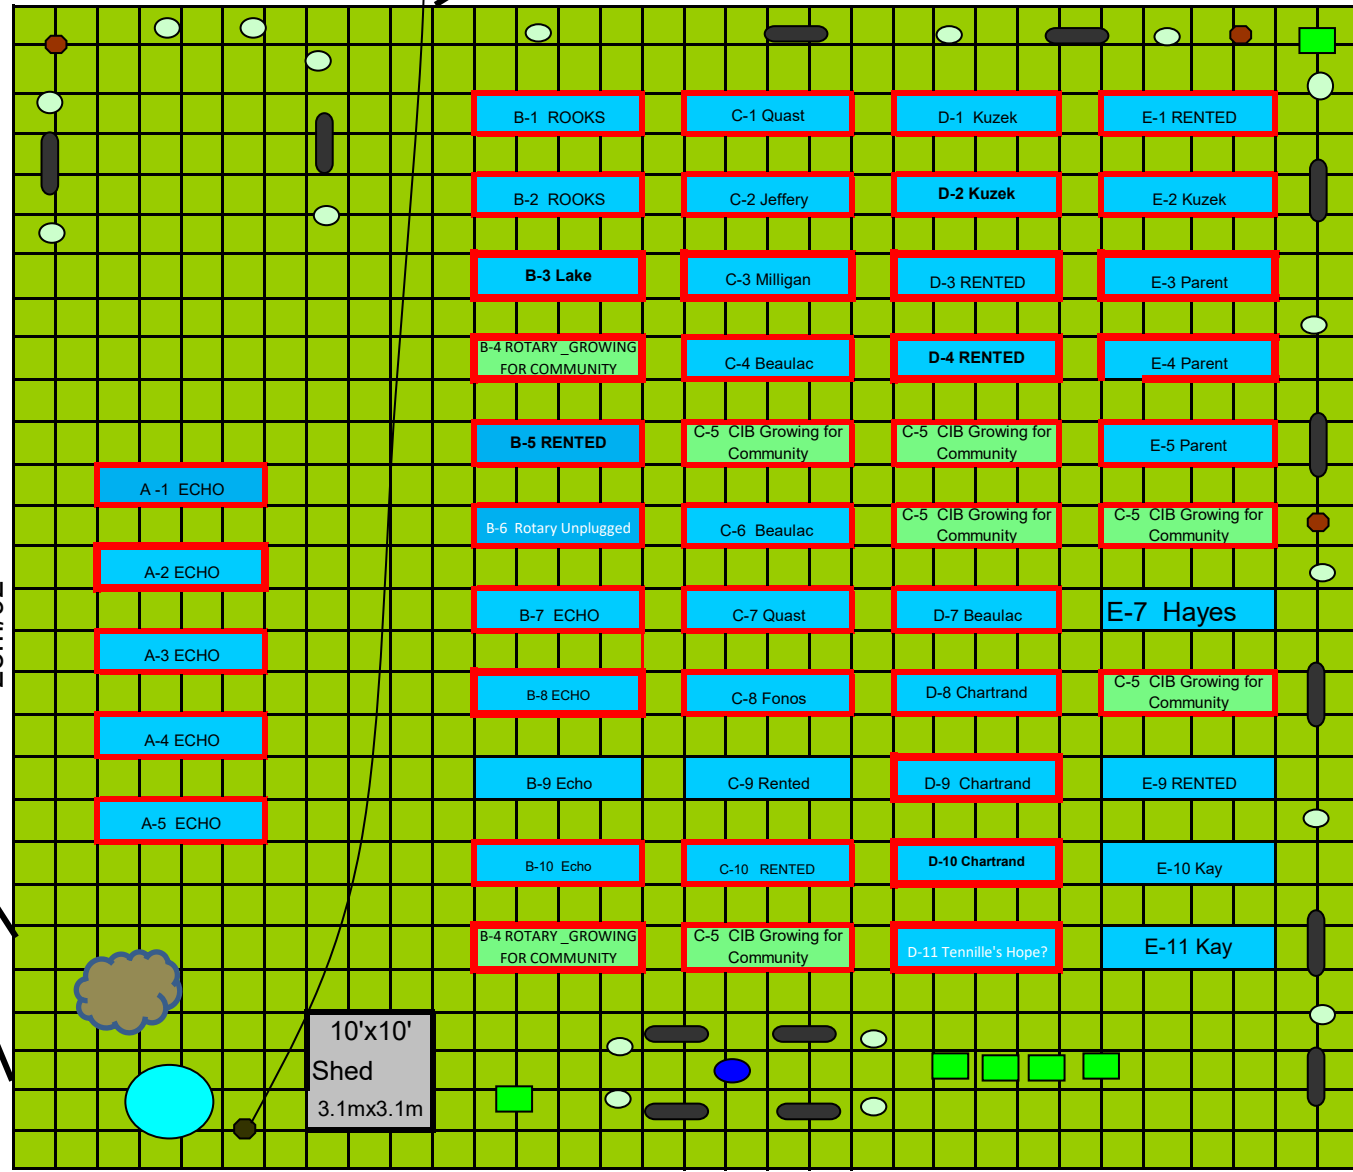 B-1 ROOKS
C-1 Quast
D-1 Kuzek
E-1 RENTED
B-2 ROOKS
C-2 Jeffery
D-2 Kuzek
E-2 Kuzek
B-3 Lake
C-3 Milligan
D-3 RENTED
E-3 Parent
B-4 ROTARY _GROWING
FOR COMMUNITY
C-4 Beaulac
D-4 RENTED
E-4 Parent
B-5 RENTED
C-5 CIB Growing for
Community
C-5 CIB Growing for
Community
E-5 Parent
A -1 ECHO
B-6 Rotary Unplugged
C-6 Beaulac
C-5 CIB Growing for
Community
C-5 CIB Growing for
Community
A-2 ECHO
B-7 ECHO
C-7 Quast
D-7 Beaulac
E-7 Hayes
A-3 ECHO
B-8 ECHO
C-8 Fonos
D-8 Chartrand
C-5 CIB Growing for
Community
A-4 ECHO
B-9 Echo
C-9 Rented
D-9 Chartrand
E-9 RENTED
A-5 ECHO
B-10 Echo
C-10 RENTED
D-10 Chartrand
E-10 Kay
B-4 ROTARY _GROWING
FOR COMMUNITY
C-5 CIB Growing for
Community
D-11 Tennille's Hope?
E-11 Kay
10'x10'
Shed
3.1mx3.1m